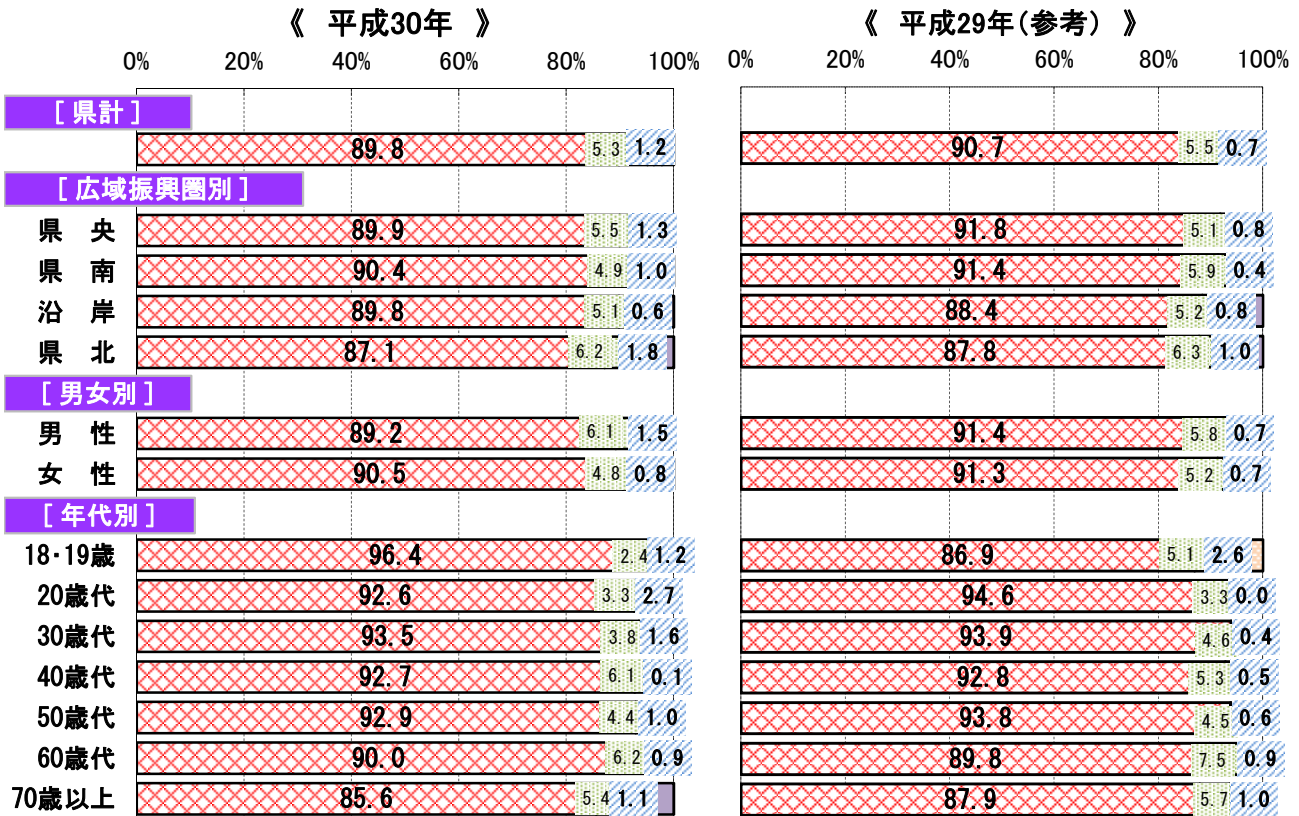 《 平成30年 》
《 平成29年（参考） 》
0% 20% 40% 60% 80% 100%
0% 20% 40% 60% 80% 100%
[ 県計 ]
89.8 5.3 1.2
90.7 5.5 0.7
[ 広域振興圏別 ]
県 央 89.9 5.5 1.3
91.8 5.1 0.8
県 南 90.4 4.9 1.0
91.4 5.9 0.4
沿 岸 89.8 5.1 0.6
88.4 5.2 0.8
県 北 87.1 6.2 1.8
87.8 6.3 1.0
[ 男女別 ]
男 性 89.2 6.1 1.5
91.4 5.8 0.7
女 性 90.5 4.8 0.8
91.3 5.2 0.7
[ 年代別 ]
18・19歳 96.4 2.4 1.2
86.9 5.1 2.6
20歳代 92.6 3.3 2.7
94.6 3.3 0.0
30歳代 93.5 3.8 1.6
93.9 4.6 0.4
40歳代 92.7 6.1 0.1
92.8 5.3 0.5
50歳代 92.9 4.4 1.0
93.8 4.5 0.6
60歳代 90.0 6.2 0.9
89.8 7.5 0.9
70歳以上 85.6 5.4 1.1
87.9 5.7 1.0